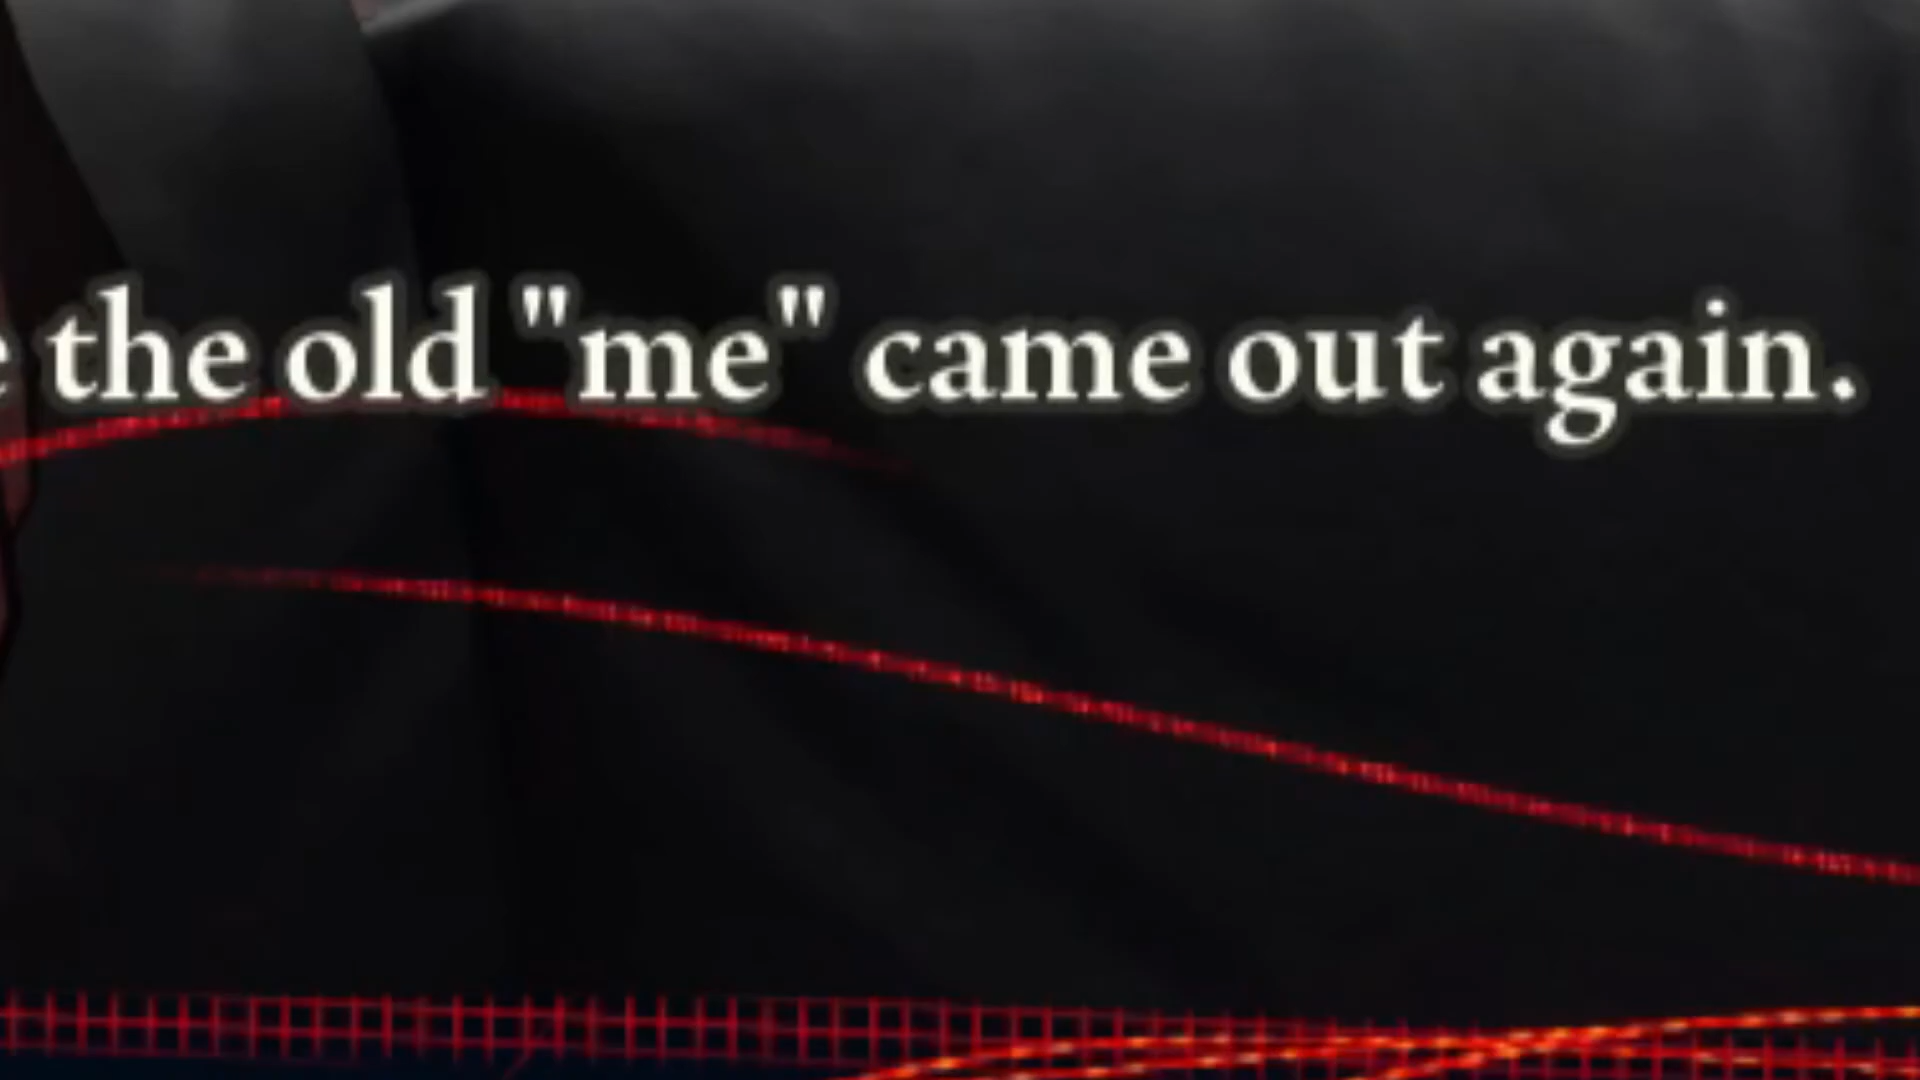 the old "me" came out again.